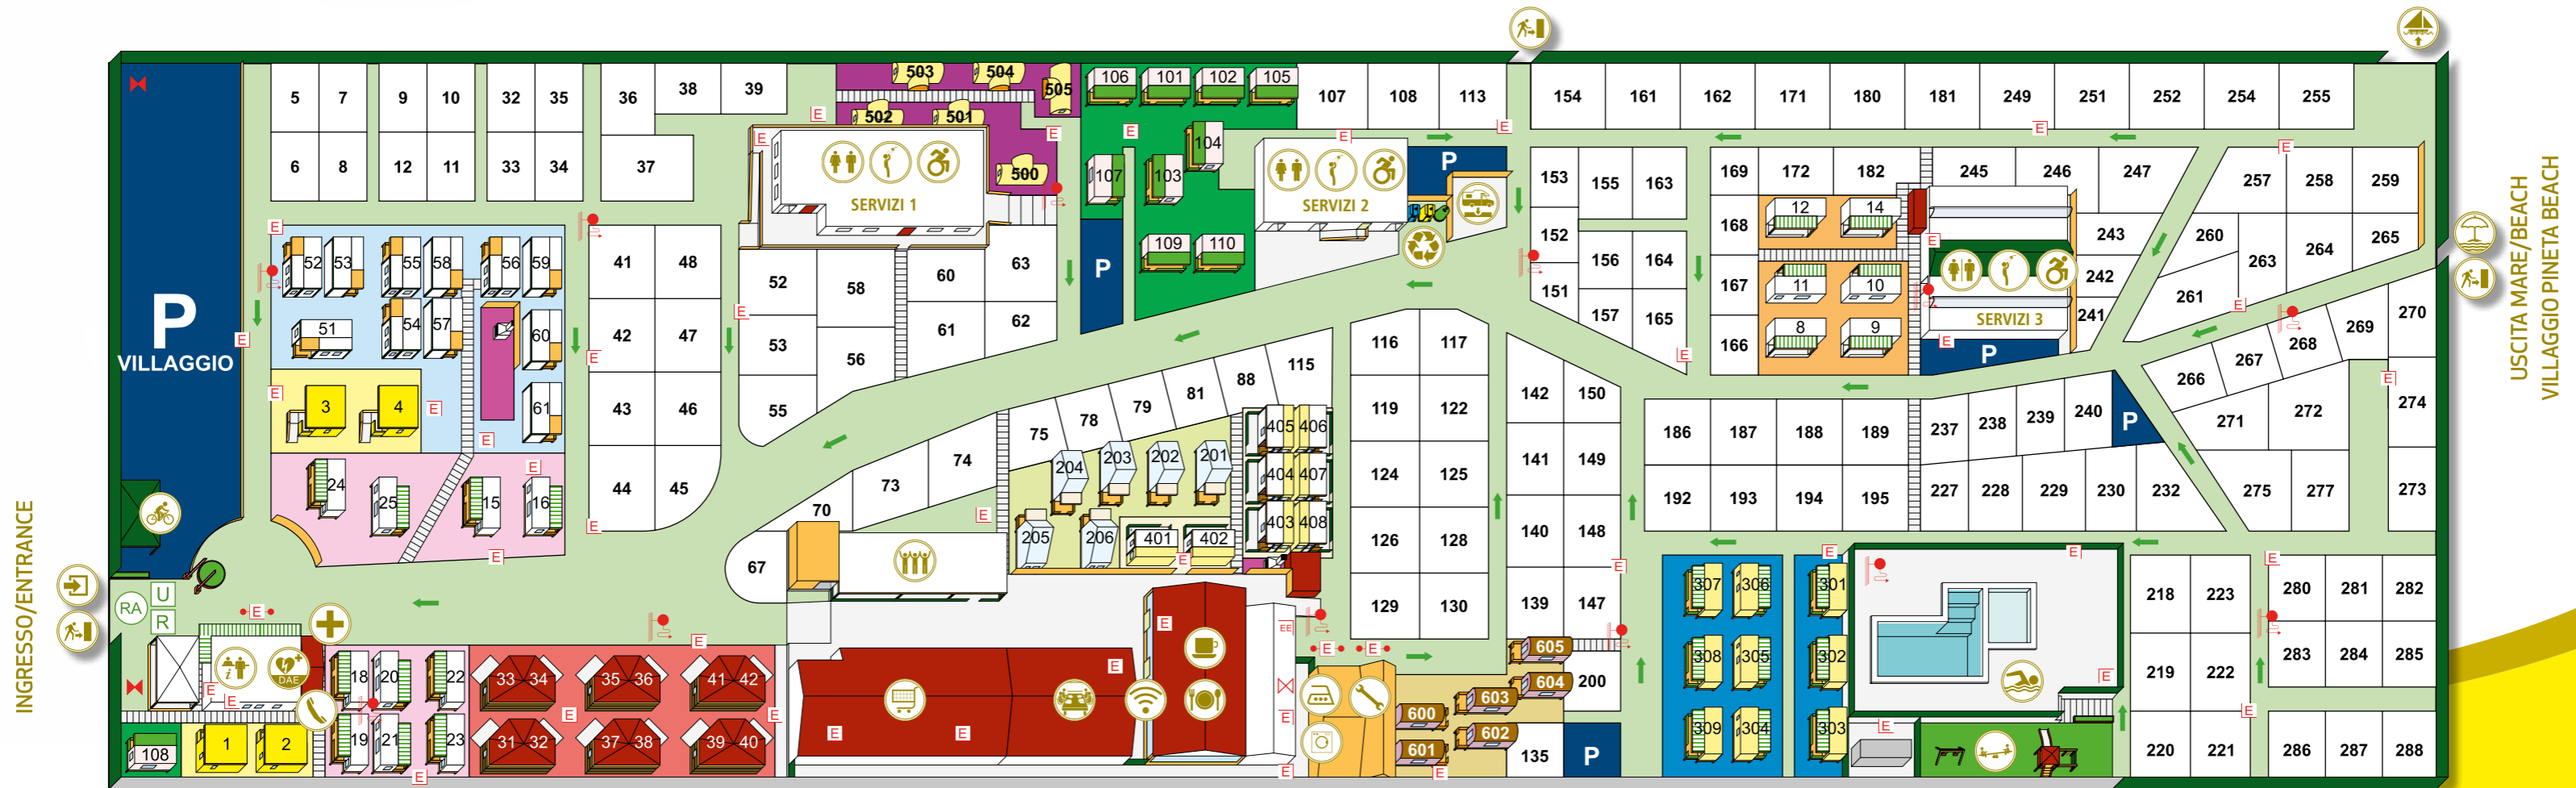 5 7 9 10 32 35 36 38 39
6 8 12 11 33 34 37
503 504 505
502 501
500
106 101 102 105
104
107 103
109 110
107 108 113
154 161 162 171 180 181 249 251 252 254 255
SERVIZI 1
SERVIZI 2
P
P
153 155 163
152
156 164
151
157 165
169 172 182
168
167
166
12 14
11 10
8 9
245 246 247
243
242
241
SERVIZI 3
P
257 258 259
260 263 264 265
261
270
269
268
267
266
271 272
274
275 277 273
P
VILLAGGIO
52 53 55 58 56 59
51 54 57 60
61
3 4
24 25 15 16
41 48
42 47
43 46
44 45
52 58
53 56
55
60 63
61 62
75 78 79 81 88 115
74
73
70
67
204 203 202 201
205 206
401 402
405 406
404 407
403 408
116 117
119 122
124 125
126 128
129 130
142 150
141 149
140 148
139 147
200
135
P
186 187 188 189
192 193 194 195
237 238 239 240
P
227 228 229 230 232
307 306 301
308 305 302
309 304 303
218 223
219 222
220 221
280 281 282
283 284 285
286 287 288
605
604
603
600
602
601
RA
U
R
DAE
108
1 2
18 20 22
19 21 23
33 34 35 36 41 42
31 32 37 38 39 40
E
EE
INGRESSO/ENTRANCE
USCITA MARE/BEACH
VILLAGGIO PINETA BEACH